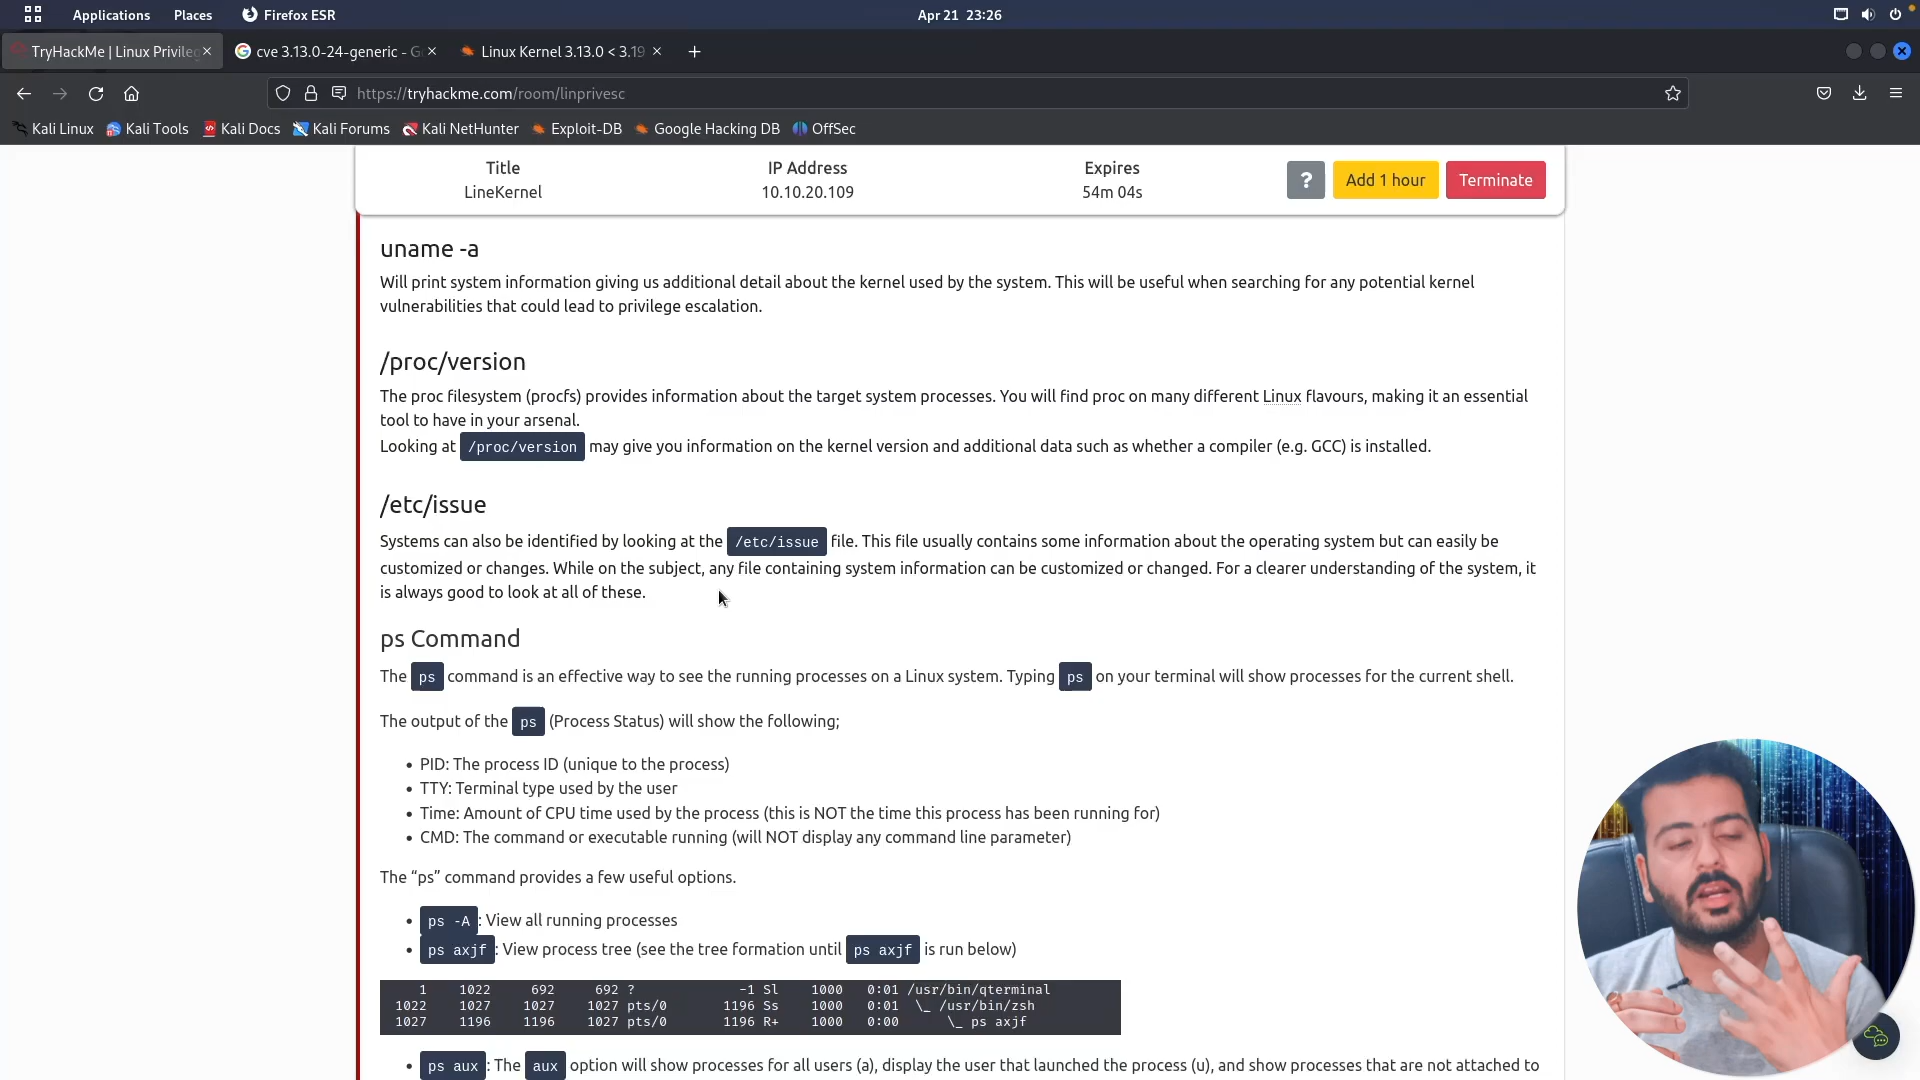 Applications Places Firefox ESR Apr 21 23:26
TryHackMe | Linux Privile cve 3.13.0-24-generic - G Linux Kernel 3.13.0 < 3.19
https://tryhackme.com/room/linprivesc
Kali Linux Kali Tools Kali Docs Kali Forums Kali NetHunter Exploit-DB Google Hacking DB OffSec
Title IP Address Expires
LineKernel 10.10.20.109 54m 04s ? Add 1 hour Terminate
uname -a
Will print system information giving us additional detail about the kernel used by the system. This will be useful when searching for any potential kernel
vulnerabilities that could lead to privilege escalation.
/proc/version
The proc filesystem (procfs) provides information about the target system processes. You will find proc on many different Linux flavours, making it an essential
tool to have in your arsenal.
Looking at /proc/version may give you information on the kernel version and additional data such as whether a compiler (e.g. GCC) is installed.
/etc/issue
Systems can also be identified by looking at the /etc/issue file. This file usually contains some information about the operating system but can easily be
customized or changes. While on the subject, any file containing system information can be customized or changed. For a clearer understanding of the system, it
is always good to look at all of these.
ps Command
The ps command is an effective way to see the running processes on a Linux system. Typing ps on your terminal will show processes for the current shell.
The output of the ps (Process Status) will show the following;
• PID: The process ID (unique to the process)
• TTY: Terminal type used by the user
• Time: Amount of CPU time used by the process (this is NOT the time this process has been running for)
• CMD: The command or executable running (will NOT display any command line parameter)
The “ps” command provides a few useful options.
• ps -A: View all running processes
• ps axjf: View process tree (see the tree formation until ps axjf is run below)
1 1022 692 692 ? -1 Sl 1000 0:01 /usr/bin/qterminal
1022 1027 1027 1027 pts/0 1196 Ss 1000 0:01 \_ /usr/bin/zsh
1027 1196 1196 1027 pts/0 1196 R+ 1000 0:00 \_ ps axjf
• ps aux: The aux option will show processes for all users (a), display the user that launched the process (u), and show processes that are not attached to